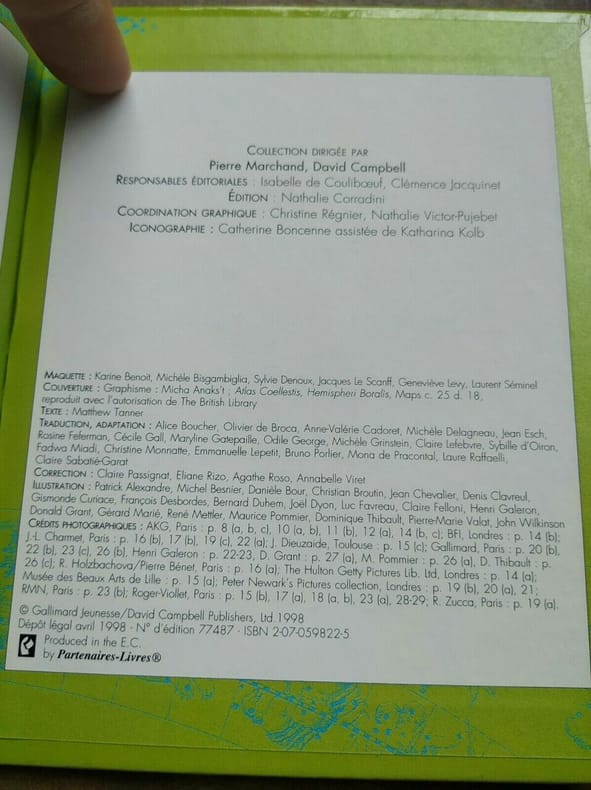 COLLECTION DIRIGÉE PAR
Pierre Marchand, David Campbell
RESPONSABLES ÉDITORIALES : Isabelle de Coulibœuf, Clémence Jacquinet
ÉDITION : Nathalie Corradini
COORDINATION GRAPHIQUE : Christine Régnier, Nathalie Victor-Pujebet
ICONOGRAPHIE : Catherine Boncenne assistée de Katharina Kolb
MAQUETTE : Karine Benoit, Michèle Bisgambiglia, Sylvie Denoux, Jacques Le Scanff, Geneviève Levy, Laurent Séminel
COUVERTURE : Graphisme : Micha Anaks't ; Atlas Coellestis, Hemispheri Boralis, Maps c. 25 d. 18,
reproduit avec l'autorisation de The British Library
TEXTE : Matthew Tanner
TRADUCTION, ADAPTATION : Alice Boucher, Olivier de Broca, Anne-Valérie Cadoret, Michèle Delagneau, Jean Esch,
Rosine Feferman, Cécile Gall, Maryline Gatepaille, Odile George, Michèle Grinstein, Claire Lefebvre, Sybille d'Oiron,
Fadwa Miadi, Christine Monnatte, Emmanuelle Lepetit, Bruno Porlier, Mona de Pracontal, Laure Raffaelli,
Claire Sabatié-Garat
CORRECTION : Claire Passignat, Eliane Rizo, Agathe Roso, Annabelle Viret
ILLUSTRATION : Patrick Alexandre, Michel Besnier, Danièle Bour, Christian Broutin, Jean Chevalier, Denis Clavreul,
Gismonde Curiace, François Desbordes, Bernard Duhem, Joël Dyon, Luc Favreau, Claire Felloni, Henri Galeron,
Donald Grant, Gérard Marié, René Mettler, Maurice Pommier, Dominique Thibault, Pierre-Marie Valat, John Wilkinson
CRÉDITS PHOTOGRAPHIQUES : AKG, Paris : p. 8 (a, b, c), 10 (a, b), 11 (b), 12 (a), 14 (b, c); BFI, Londres : p. 14 (b);
J.-L. Charmet, Paris : p. 16 (b), 17 (b), 19 (c), 22 (a); J. Dieuzaide, Toulouse : p. 15 (c); Gallimard, Paris : p. 20 (b),
22 (b), 23 (c), 26 (b); Henri Galeron : p. 22-23, D. Grant : p. 27 (a), M. Pommier : p. 26 (a), D. Thibault : p.
26 (c); R. Holzbachova/Pierre Bénet, Paris : p. 16 (a); The Hulton Getty Pictures Lib. Ltd, Londres : p. 14 (a);
Musée des Beaux Arts de Lille : p. 15 (a); Peter Newark's Pictures collection, Londres : p. 19 (b), 20 (a), 21;
RMN, Paris : p. 23 (b); Roger-Viollet, Paris : p. 15 (b), 17 (a), 18 (a, b), 23 (a), 28-29; R. Zucca, Paris : p. 19 (a).
© Gallimard Jeunesse/David Campbell Publishers, Ltd.1998
Dépôt légal avril 1998 · N° d'édition 77487 · ISBN 2-07-059822-5
Produced in the E.C.
by Partenaires-Livres®